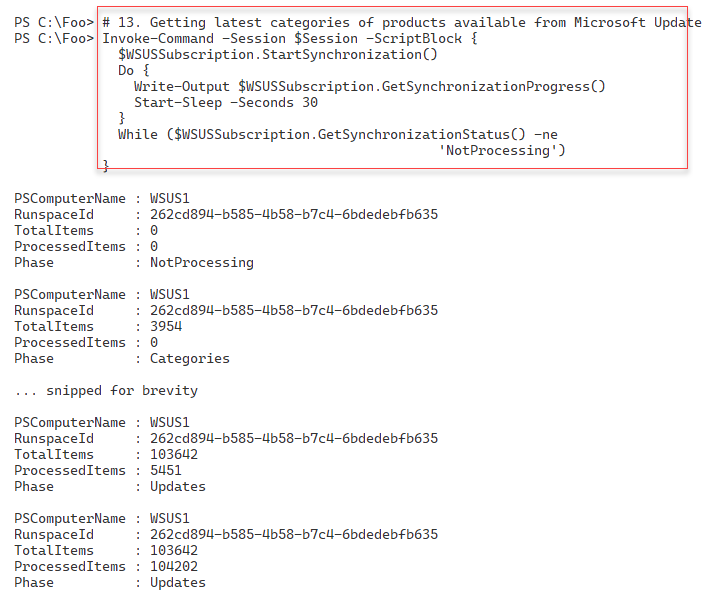 PS C:\Foo> # 13. Getting latest categories of products available from Microsoft Update
PS C:\Foo> Invoke-Command -Session $Session -ScriptBlock {
  $WSUSSubscription.StartSynchronization()
  Do {
    Write-Output $WSUSSubscription.GetSynchronizationProgress()
    Start-Sleep -Seconds 30
  }
  While ($WSUSSubscription.GetSynchronizationStatus() -ne
                                          'NotProcessing')
}
PSComputerName : WSUS1
RunspaceId     : 262cd894-b585-4b58-b7c4-6bdedebfb635
TotalItems     : 0
ProcessedItems : 0
Phase          : NotProcessing
PSComputerName : WSUS1
RunspaceId     : 262cd894-b585-4b58-b7c4-6bdedebfb635
TotalItems     : 3954
ProcessedItems : 0
Phase          : Categories
... snipped for brevity
PSComputerName : WSUS1
RunspaceId     : 262cd894-b585-4b58-b7c4-6bdedebfb635
TotalItems     : 103642
ProcessedItems : 5451
Phase          : Updates
PSComputerName : WSUS1
RunspaceId     : 262cd894-b585-4b58-b7c4-6bdedebfb635
TotalItems     : 103642
ProcessedItems : 104202
Phase          : Updates